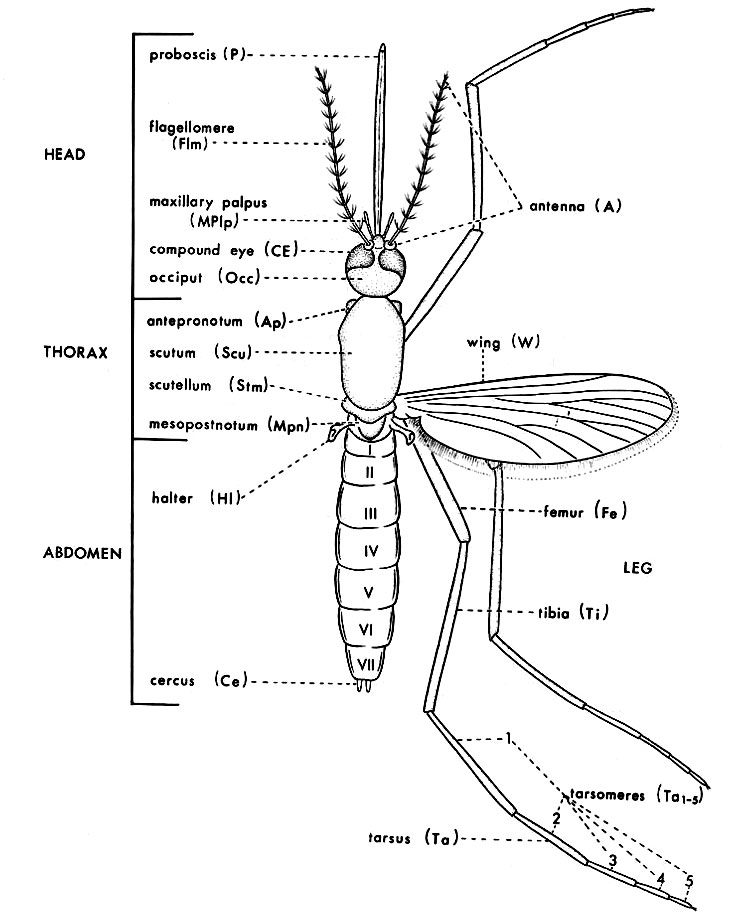 proboscis (P)
flagellomere
(Flm)
HEAD
maxillary palpus
(MPlp)
antenna (A)
compound eye (CE)
occiput (Occ)
antepronotum (Ap)
wing (W)
THORAX
scutum (Scu)
scutellum (Stm)
mesopostnotum (Mpn)
I
II
halter (Hl)
III
femur (Fe)
IV
ABDOMEN
LEG
V
tibia (Ti)
VI
VII
cercus (Ce)
1
tarsomeres (Ta1-5)
2
tarsus (Ta)
3
4
5